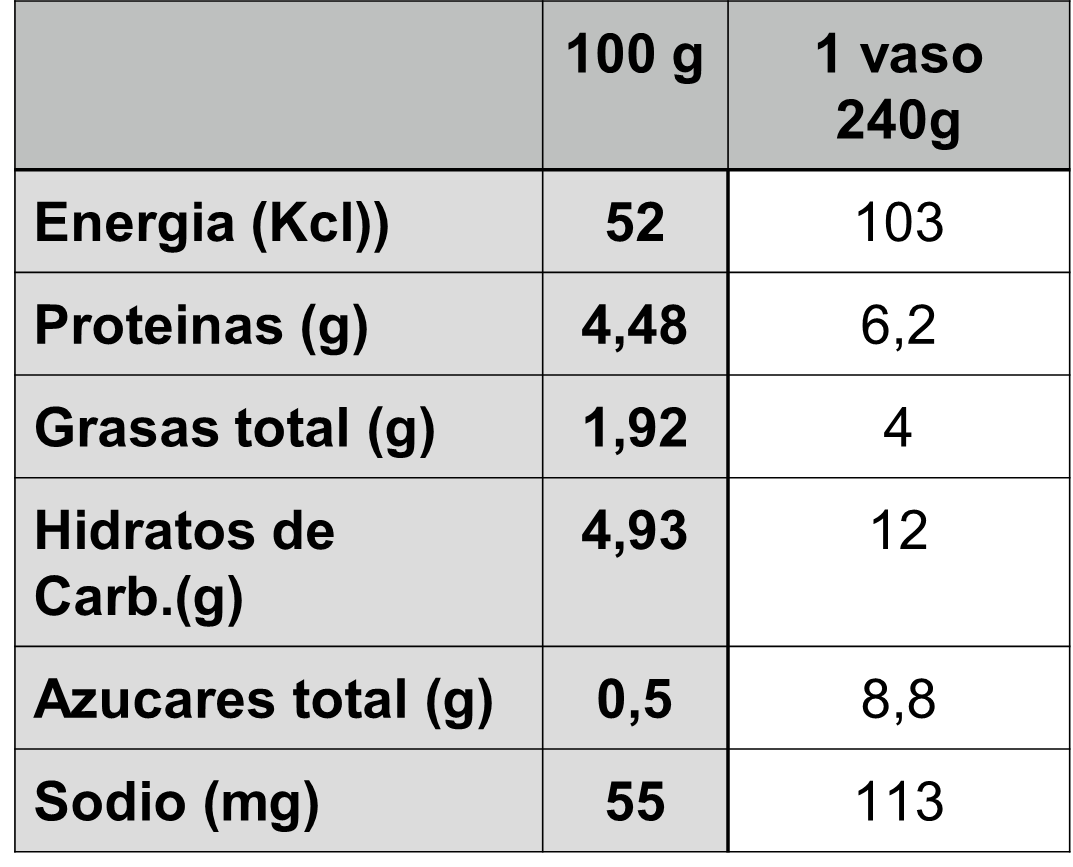 100 g 1 vaso
240g
Energia (Kcl)) 52 103
Proteinas (g) 4,48 6,2
Grasas total (g) 1,92 4
Hidratos de 4,93 12
Carb.(g)
Azucares total (g) 0,5 8,8
Sodio (mg) 55 113